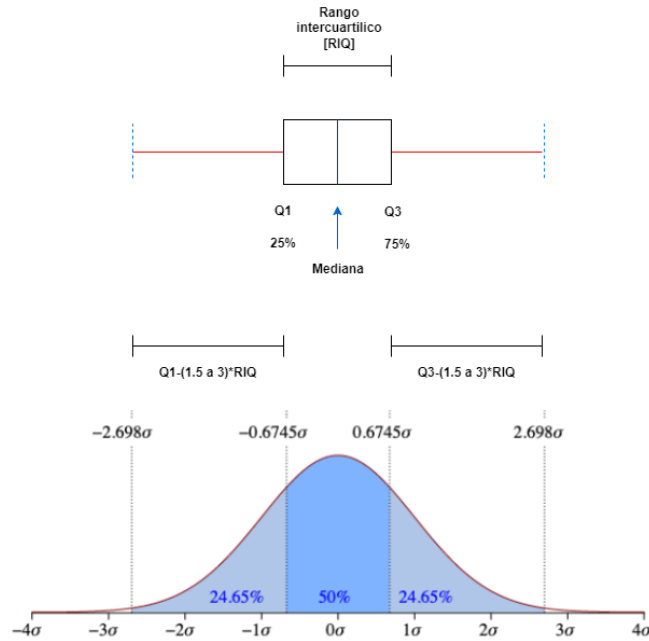 Rango
intercuartílico
[RIQ]
Q1
Q3
25%
75%
Mediana
Q1-(1.5 a 3)*RIQ
Q3-(1.5 a 3)*RIQ
−2.698σ
−0.6745σ
0.6745σ
2.698σ
24.65%
50%
24.65%
−4σ
−3σ
−2σ
−1σ
0σ
1σ
2σ
3σ
4σ